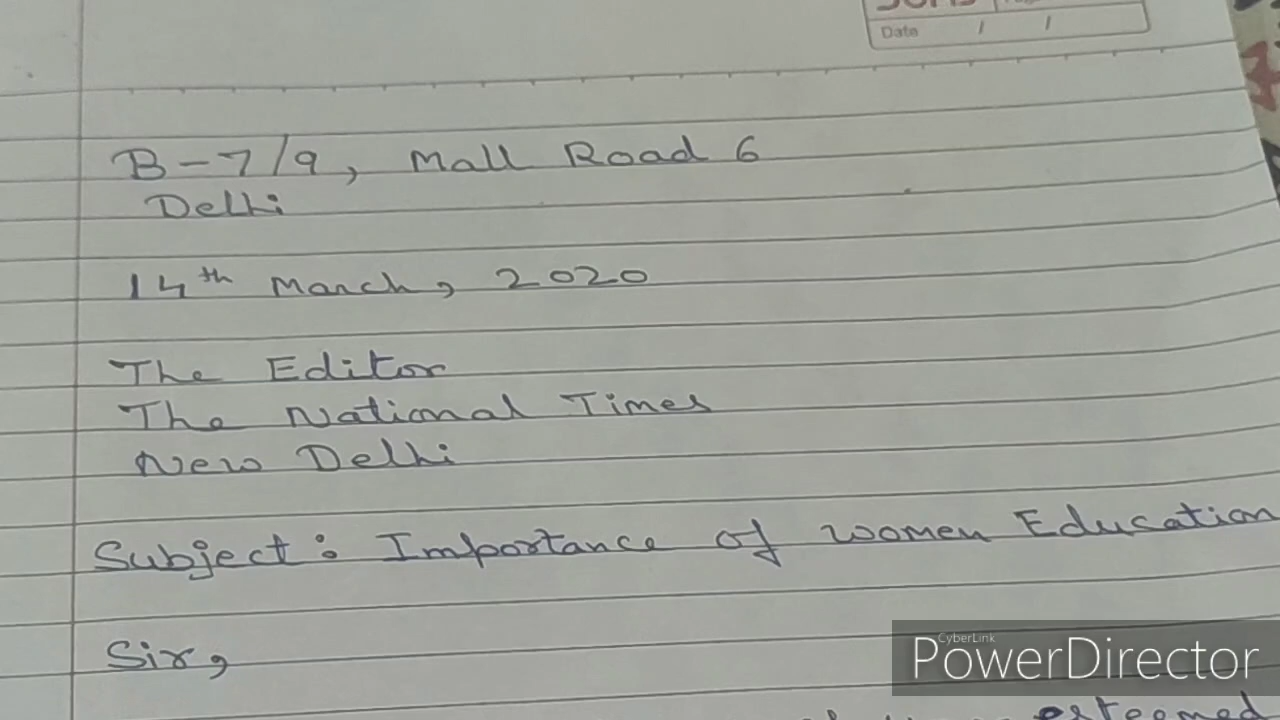 Date / /
B-7/9, Mall Road 6
Delhi
14th March, 2020
The Editor
The National Times
New Delhi
Subject: Importance of women Education
Sir,
esteemed
CyberLink
PowerDirector